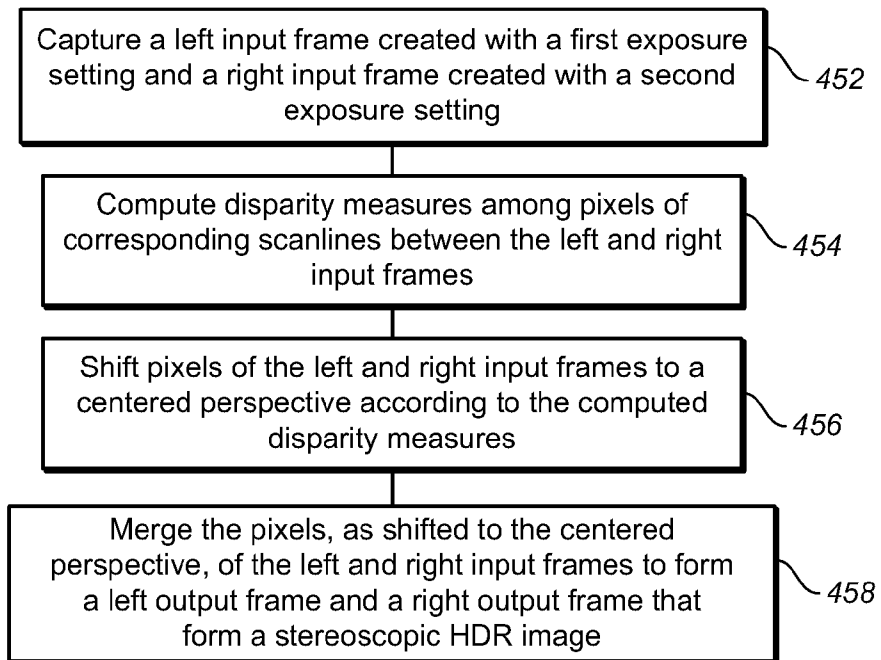 Capture a left input frame created with a first exposure
setting and a right input frame created with a second
exposure setting
452
Compute disparity measures among pixels of
corresponding scanlines between the left and right
input frames
454
Shift pixels of the left and right input frames to a
centered perspective according to the computed
disparity measures
456
Merge the pixels, as shifted to the centered
perspective, of the left and right input frames to form
a left output frame and a right output frame that
form a stereoscopic HDR image
458